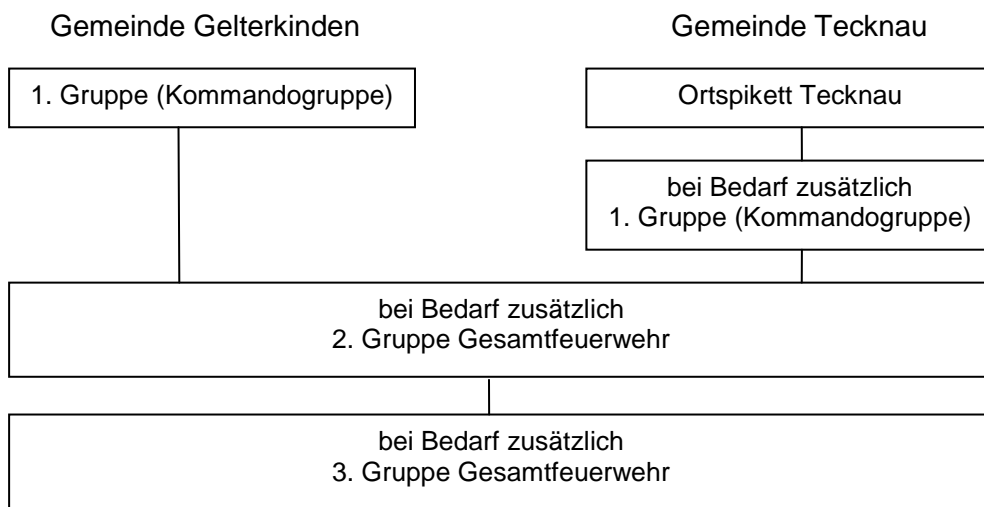 Gemeinde Gelterkinden
Gemeinde Tecknau
1. Gruppe (Kommandogruppe)
Ortspikett Tecknau
bei Bedarf zusätzlich
1. Gruppe (Kommandogruppe)
bei Bedarf zusätzlich
2. Gruppe Gesamtfeuerwehr
bei Bedarf zusätzlich
3. Gruppe Gesamtfeuerwehr